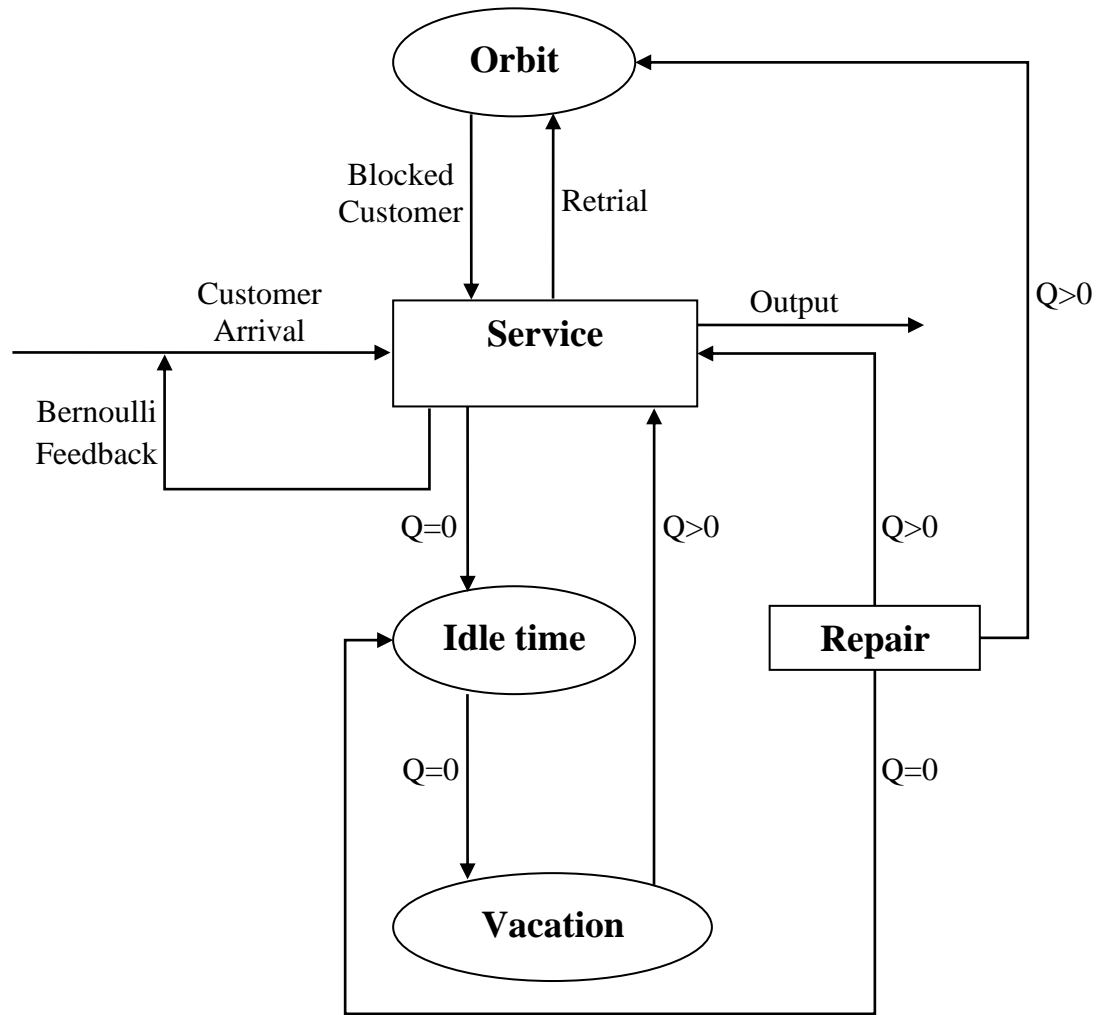 Orbit
Blocked
Customer
Retrial
Customer
Arrival
Output
Q>0
Service
Bernoulli
Feedback
Q=0
Q>0
Q>0
Idle time
Repair
Q=0
Q=0
Vacation